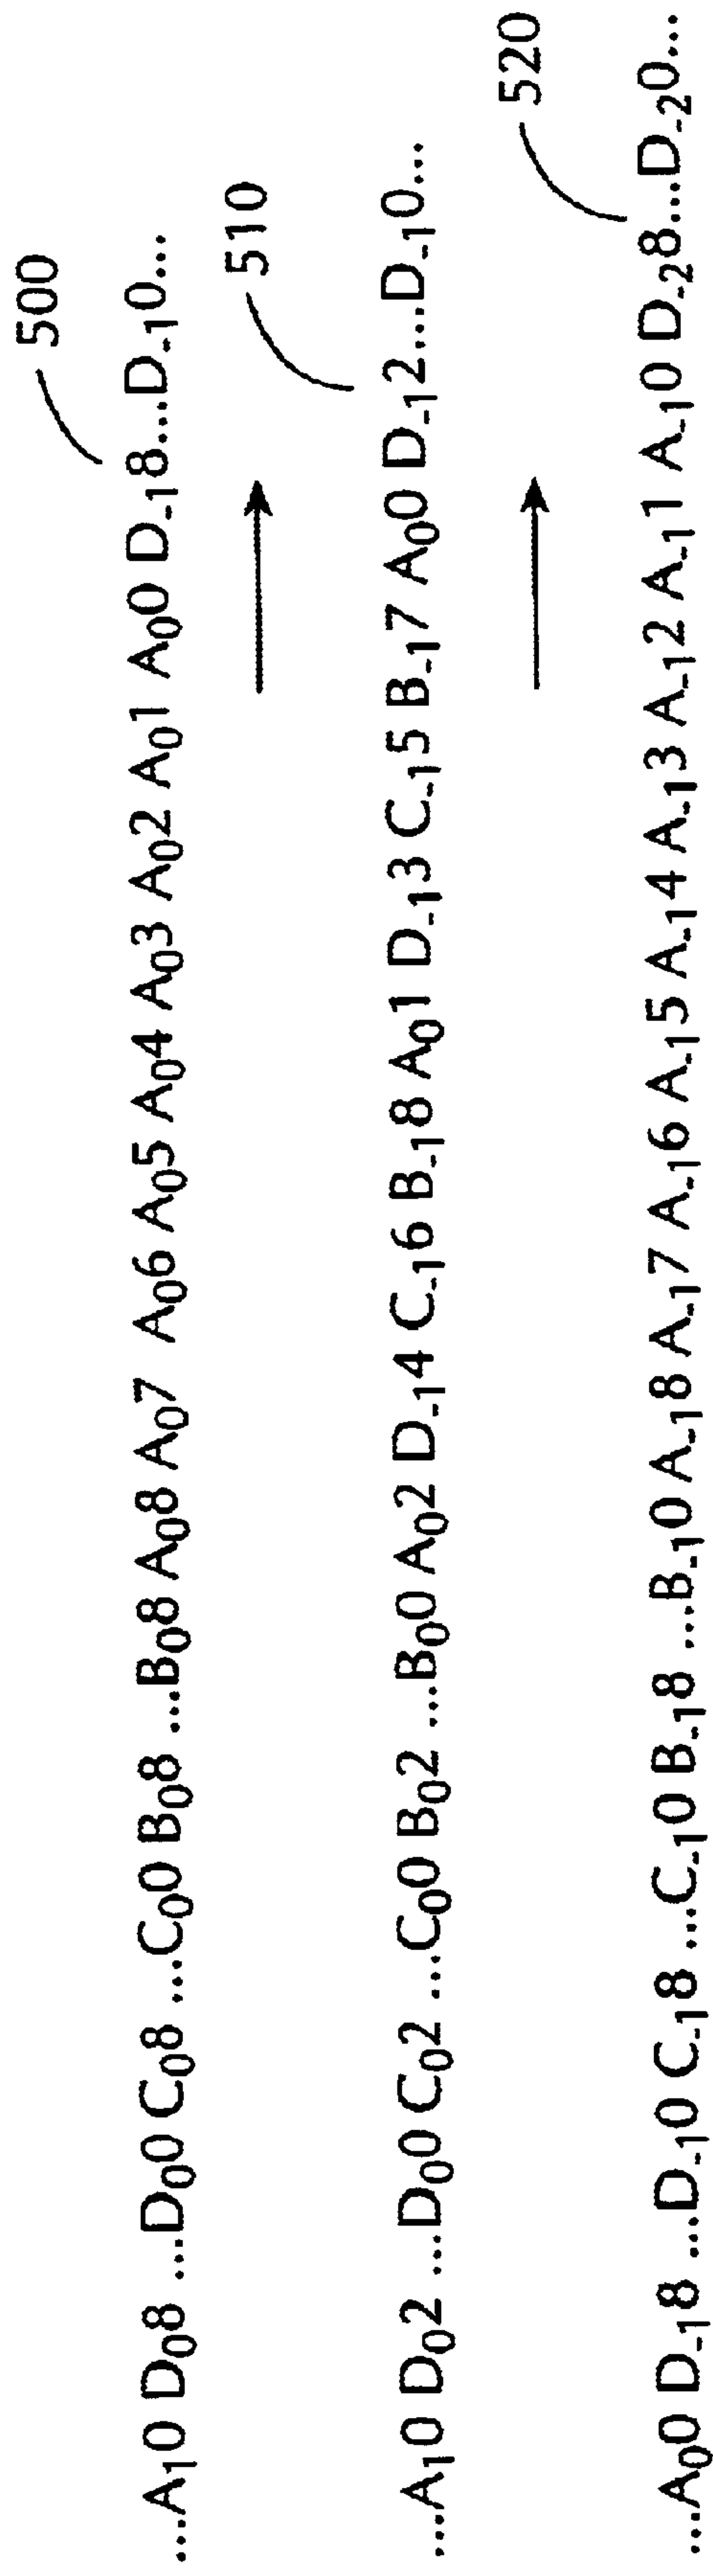 500
...A₁0 D₀8 ...D₀0 C₀8 ...C₀0 B₀8 ...B₀8 A₀8 A₀7 A₀6 A₀5 A₀4 A₀3 A₀2 A₀1 A₀0 D₋₁8...D₋₁0...
510
...A₁0 D₀2 ...D₀0 C₀2 ...C₀0 B₀2 ...B₀0 A₀2 D₋₁4 C₋₁6 B₋₁8 A₀1 D₋₁3 C₋₁5 B₋₁7 A₀0 D₋₁2...D₋₁0...
520
...A₀0 D₋₁8 ...D₋₁0 C₋₁8 ...C₋₁0 B₋₁8 ...B₋₁0 A₋₁8 A₋₁7 A₋₁6 A₋₁5 A₋₁4 A₋₁3 A₋₁2 A₋₁1 A₋₁0 D₋₂8...D₋₂0...